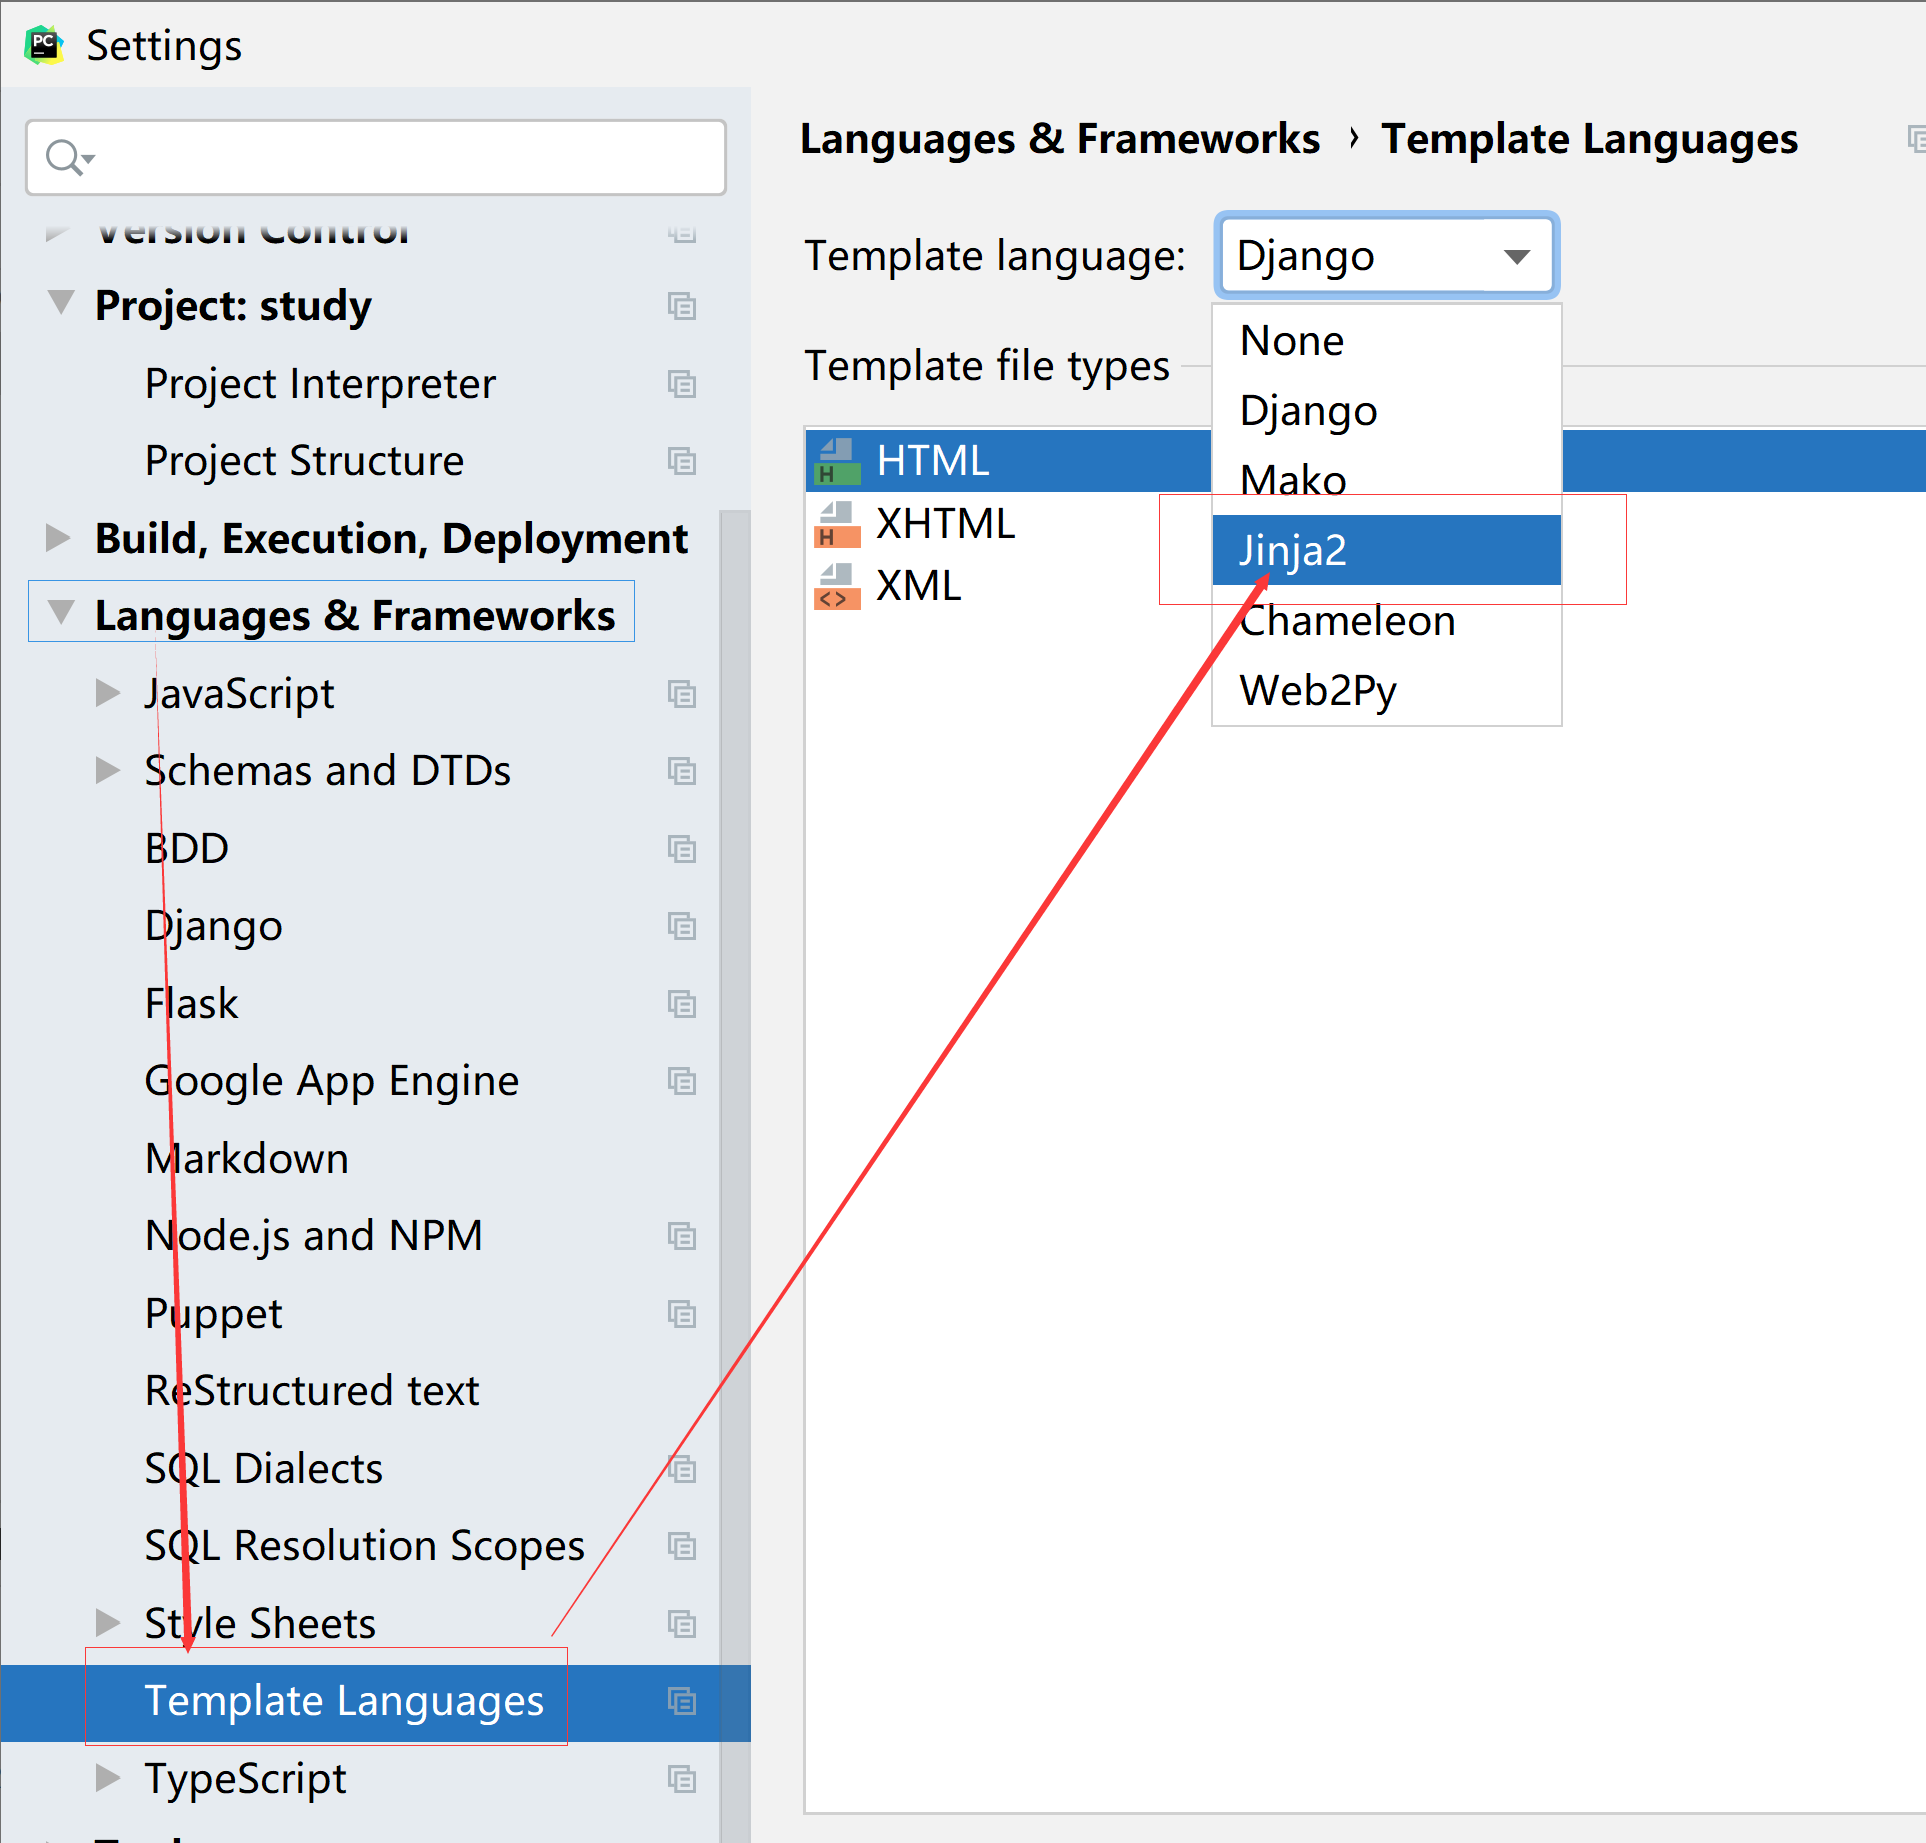 PC
Settings
Version Control
Project: study
Project Interpreter
Project Structure
Build, Execution, Deployment
Languages & Frameworks
JavaScript
Schemas and DTDs
BDD
Django
Flask
Google App Engine
Markdown
Node.js and NPM
Puppet
ReStructured text
SQL Dialects
SQL Resolution Scopes
Style Sheets
Template Languages
TypeScript
Languages & Frameworks › Template Languages
Template language: Django
None
Django
Mako
Jinja2
Chameleon
Web2Py
Template file types
H HTML
H XHTML
<> XML